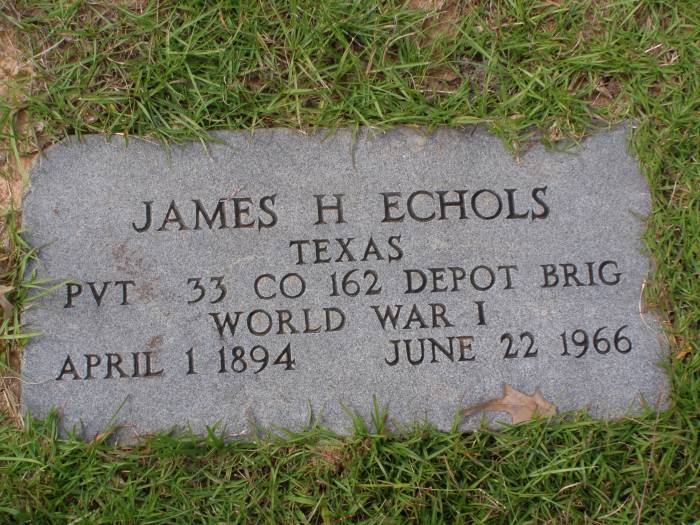 JAMES H ECHOLS
TEXAS
PVT 33 CO 162 DEPOT BRIG
WORLD WAR I
APRIL 1 1894 JUNE 22 1966